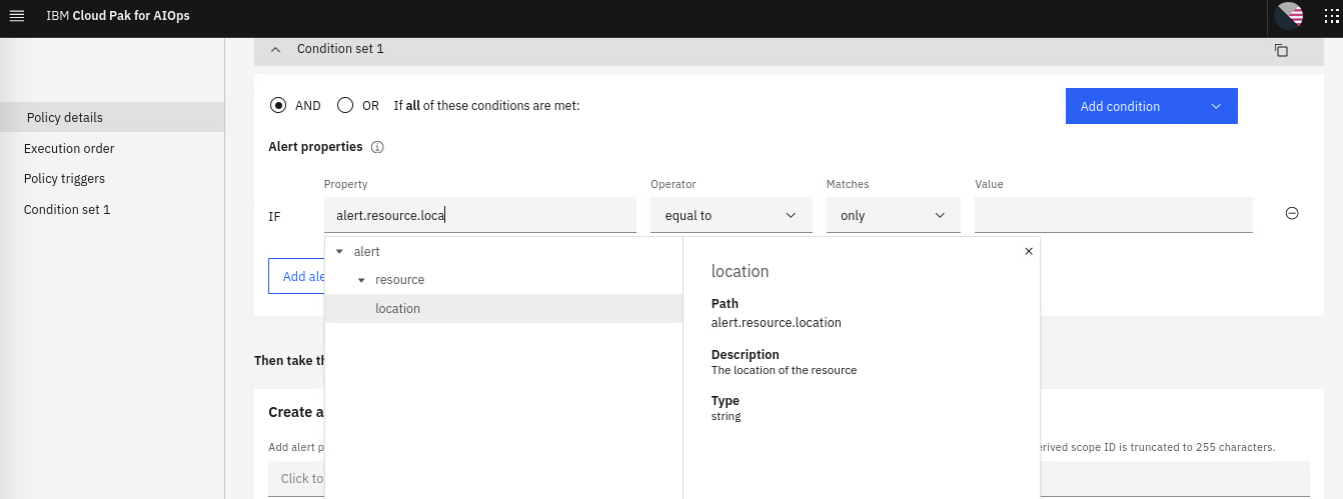 IBM Cloud Pak for AIOps
Condition set 1
Policy details
Execution order
Policy triggers
Condition set 1
AND OR If all of these conditions are met:
Add condition
Alert properties
Property Operator Matches Value
IF alert.resource.loca equal to only
Add ale
alert
resource
location
location
Path
alert.resource.location
Description
The location of the resource
Type
string
Then take th
Create a
Add alert p
erived scope ID is truncated to 255 characters.
Click to